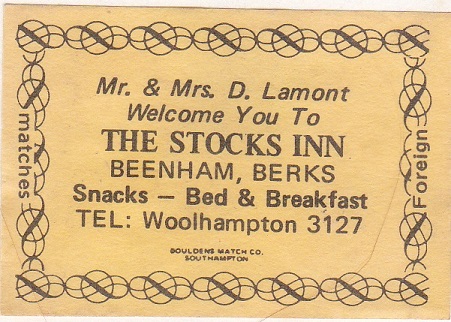 Mr. & Mrs. D. Lamont
Welcome You To
THE STOCKS INN
BEENHAM, BERKS
Snacks — Bed & Breakfast
TEL: Woolhampton 3127
BOULDENS MATCH CO.
SOUTHAMPTON
Foreign
matches